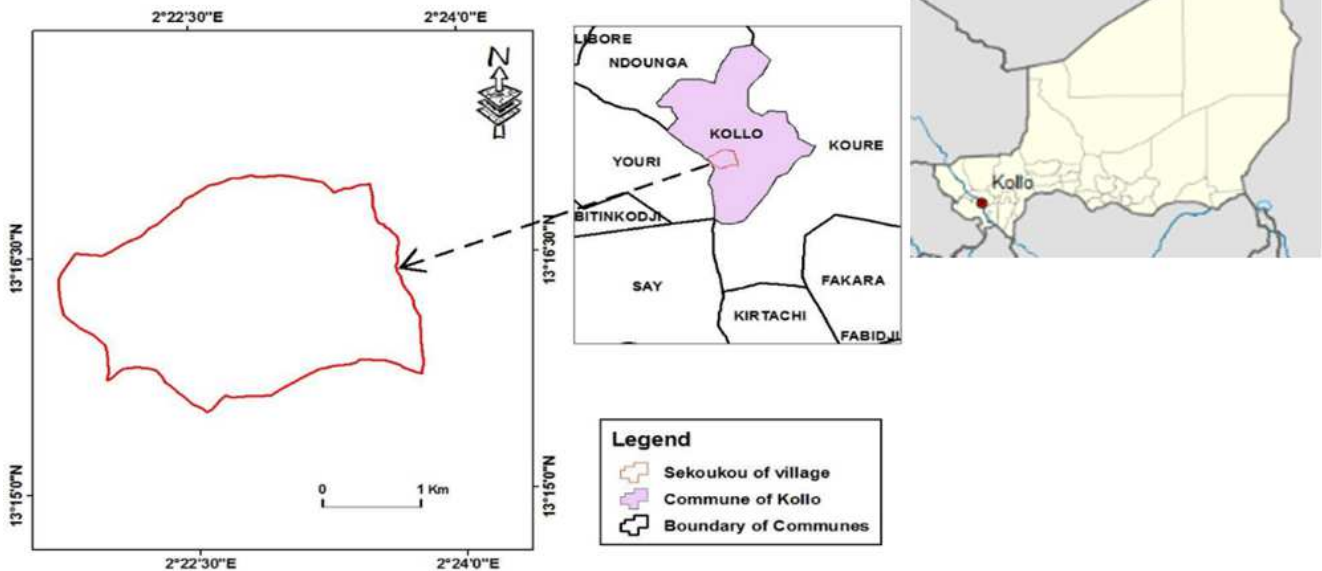 2°22'30"E
2°24'0"E
N
13°16'30"N
13°16'30"N
13°15'0"N
13°15'0"N
0
1 Km
2°22'30"E
2°24'0"E
LIBORE
NDOUNGA
KOLLO
KOURE
YOURI
BITINKODJI
SAY
FAKARA
KIRTACHI
FABIDJI
Kollo
Legend
Sekoukou of village
Commune of Kollo
Boundary of Communes